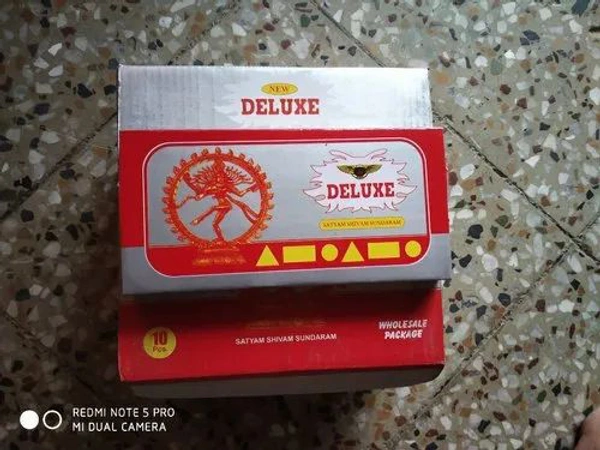 NEW
DELUXE
DELUXE
SATYAM SHIVAM SUNDARAM
10
Pcs.
SATYAM SHIVAM SUNDARAM
WHOLESALE
PACKAGE
REDMI NOTE 5 PRO
MI DUAL CAMERA